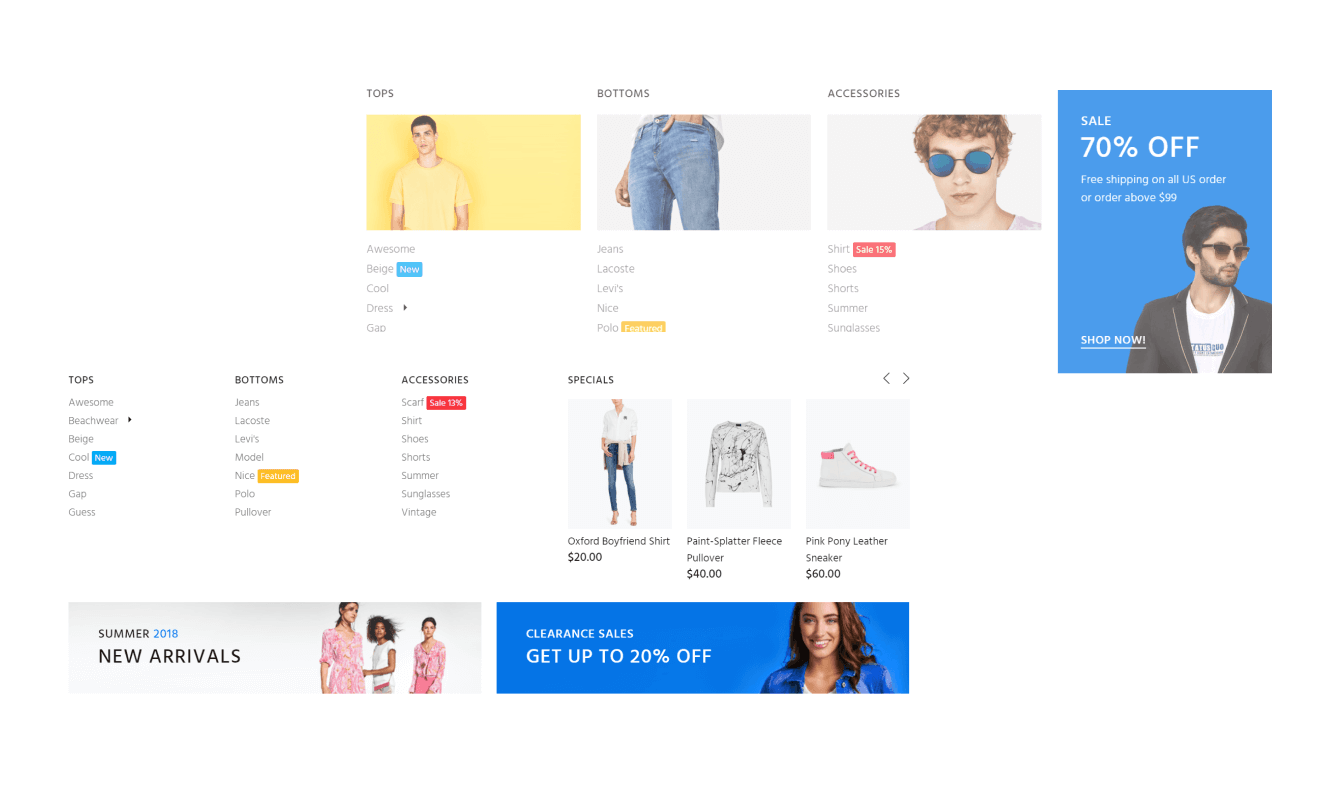 TOPS
Awesome
Beige New
Cool
Dress
Gap
BOTTOMS
Jeans
Lacoste
Levi's
Nice
Polo Featured
ACCESSORIES
Shirt Sale 15%
Shoes
Shorts
Summer
Sunglasses
SALE
70% OFF
Free shipping on all US order
or order above $99
SHOP NOW!
TOPS
Awesome
Beachwear
Beige
Cool New
Dress
Gap
Guess
BOTTOMS
Jeans
Lacoste
Levi's
Model
Nice Featured
Polo
Pullover
ACCESSORIES
Scarf Sale 13%
Shirt
Shoes
Shorts
Summer
Sunglasses
Vintage
SPECIALS
Oxford Boyfriend Shirt
$20.00
Paint-Splatter Fleece
Pullover
$40.00
Pink Pony Leather
Sneaker
$60.00
SUMMER 2018
NEW ARRIVALS
CLEARANCE SALES
GET UP TO 20% OFF